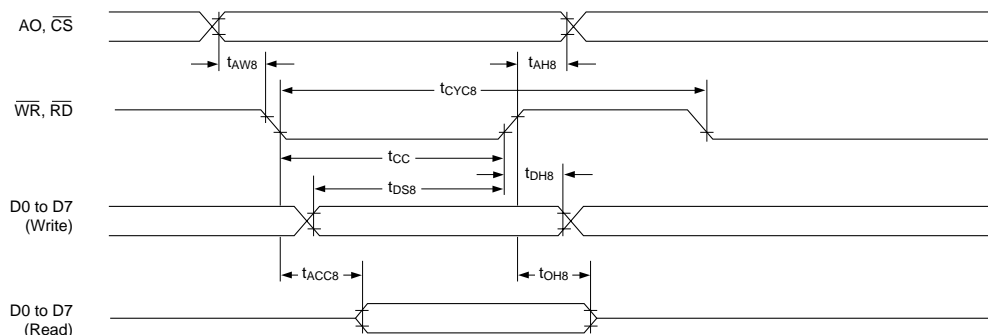 AO, CS
tAW8
tAH8
tCYC8
WR, RD
tCC
tDH8
tDS8
D0 to D7
(Write)
tACC8
tOH8
D0 to D7
(Read)